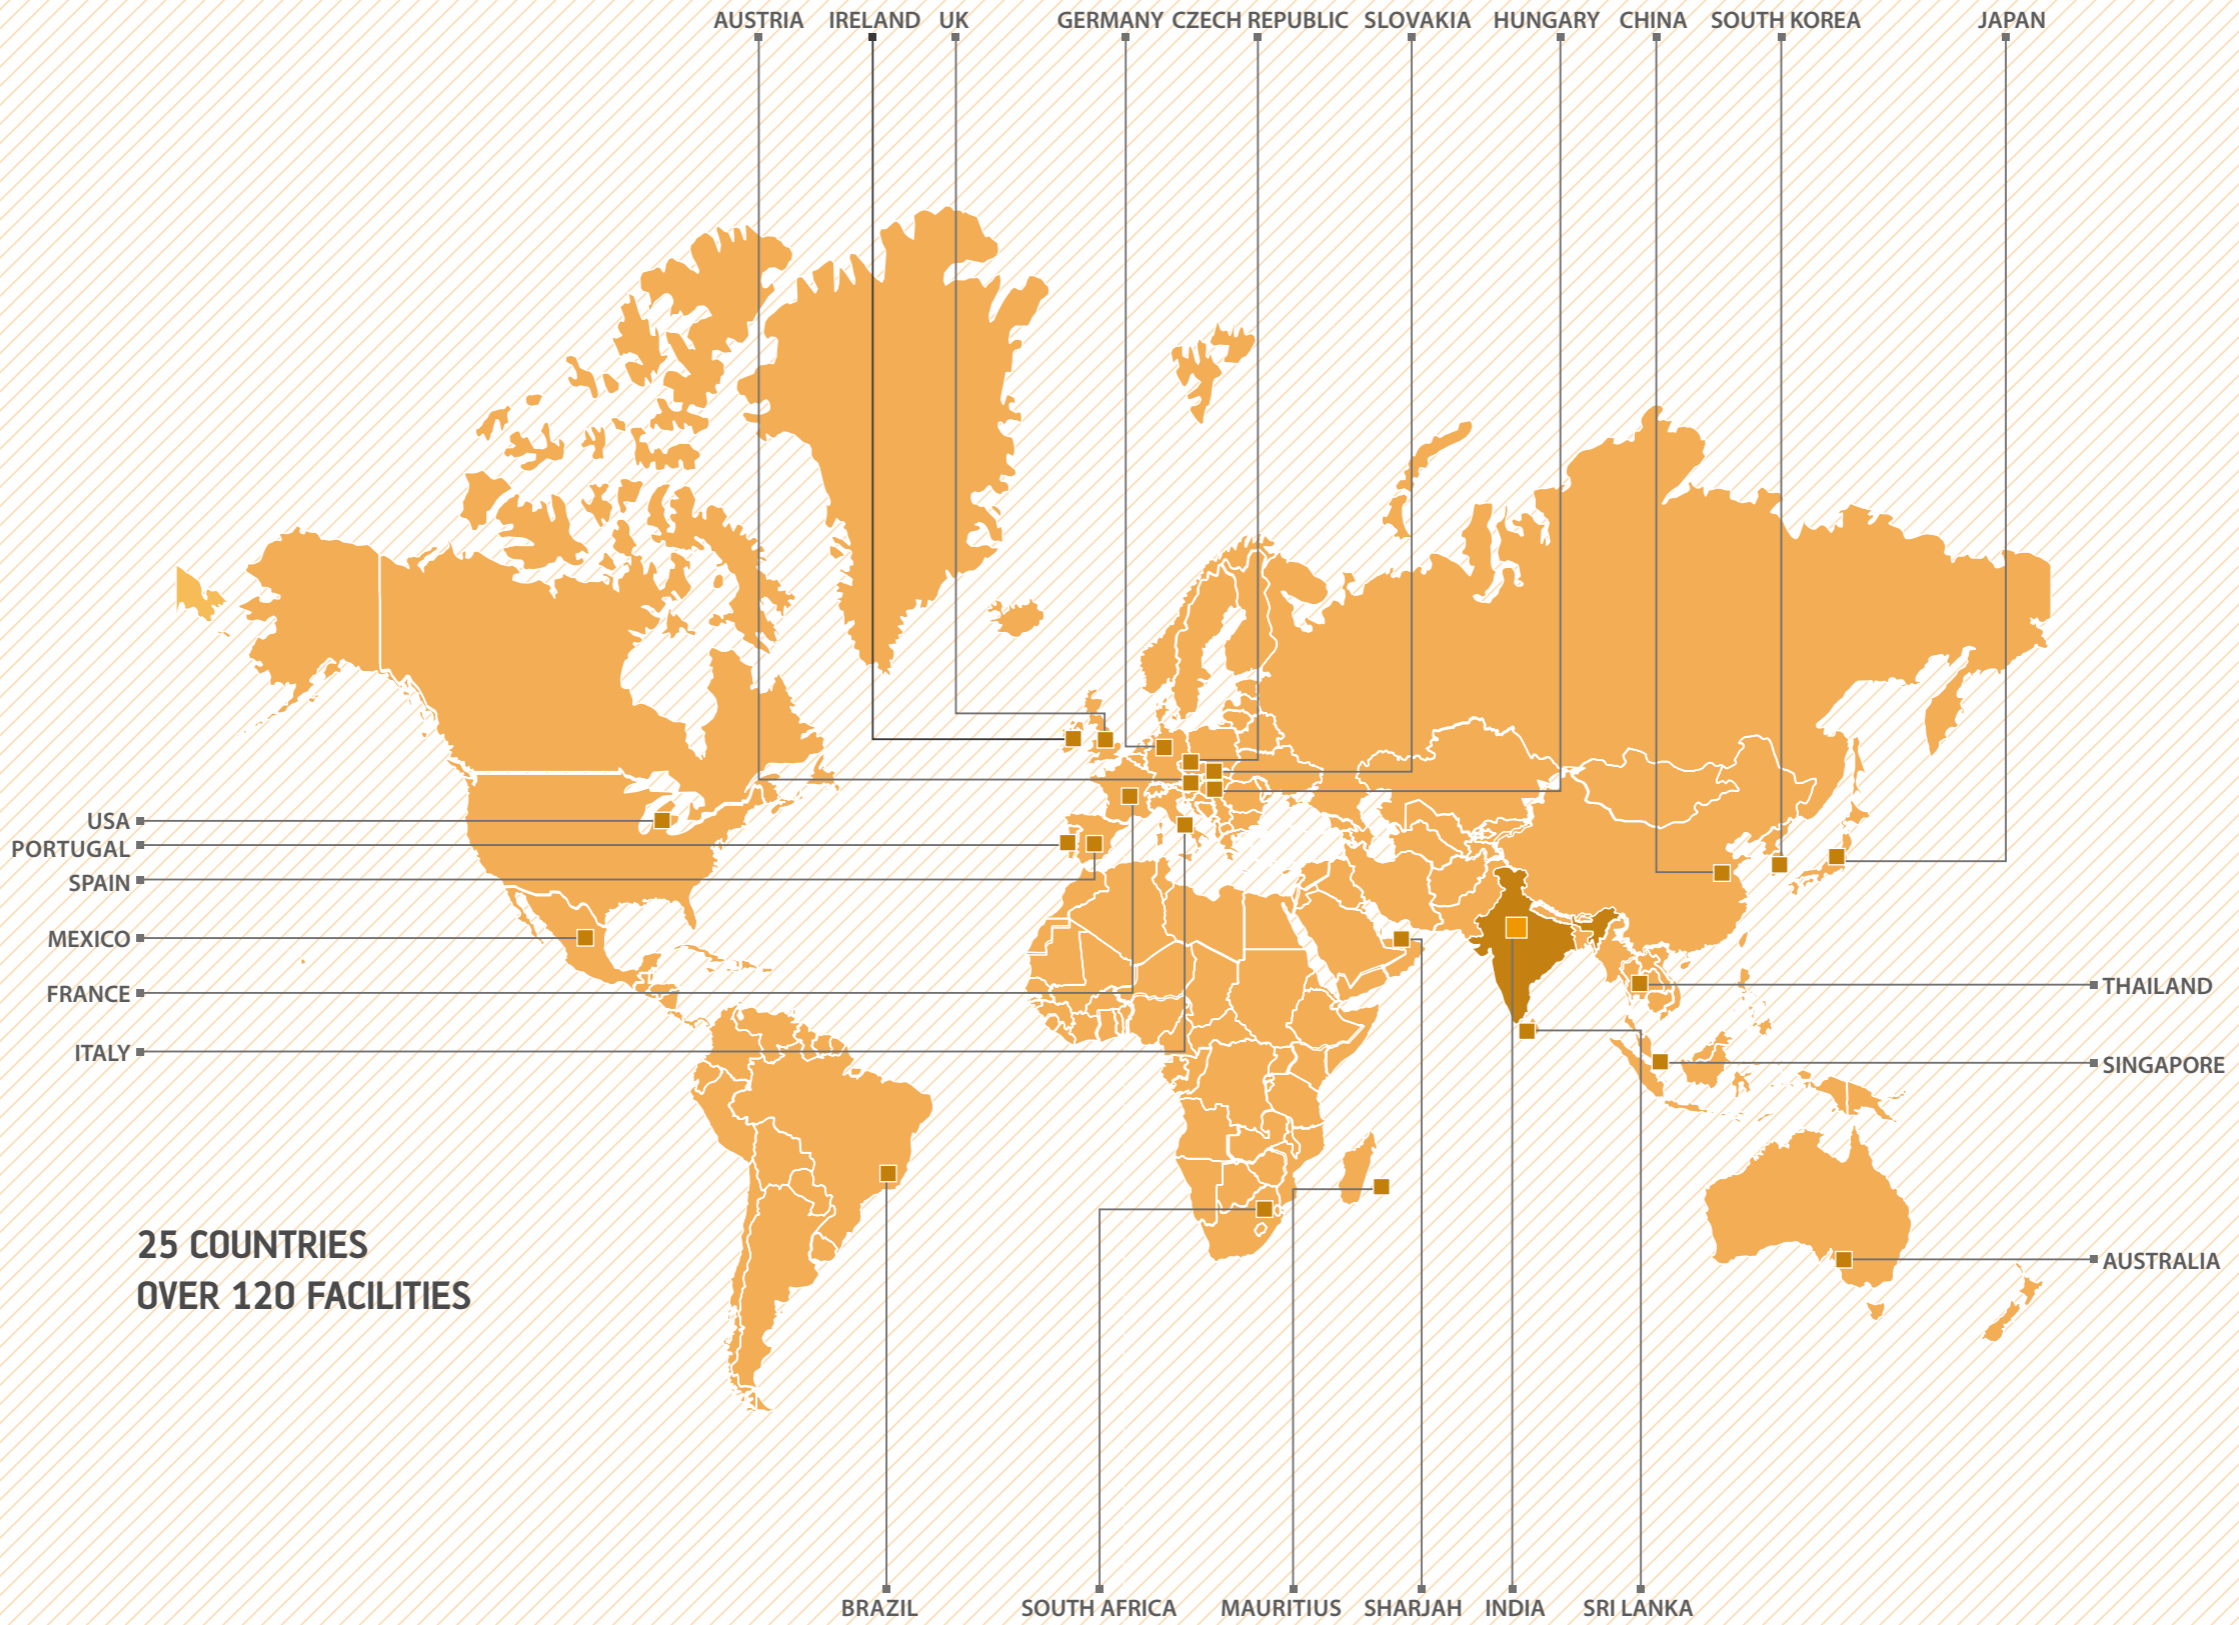 AUSTRIA IRELAND UK GERMANY CZECH REPUBLIC SLOVAKIA HUNGARY CHINA SOUTH KOREA JAPAN
USA
PORTUGAL
SPAIN
MEXICO
FRANCE
ITALY
THAILAND
SINGAPORE
AUSTRALIA
25 COUNTRIES
OVER 120 FACILITIES
BRAZIL SOUTH AFRICA MAURITIUS SHARJAH INDIA SRI LANKA